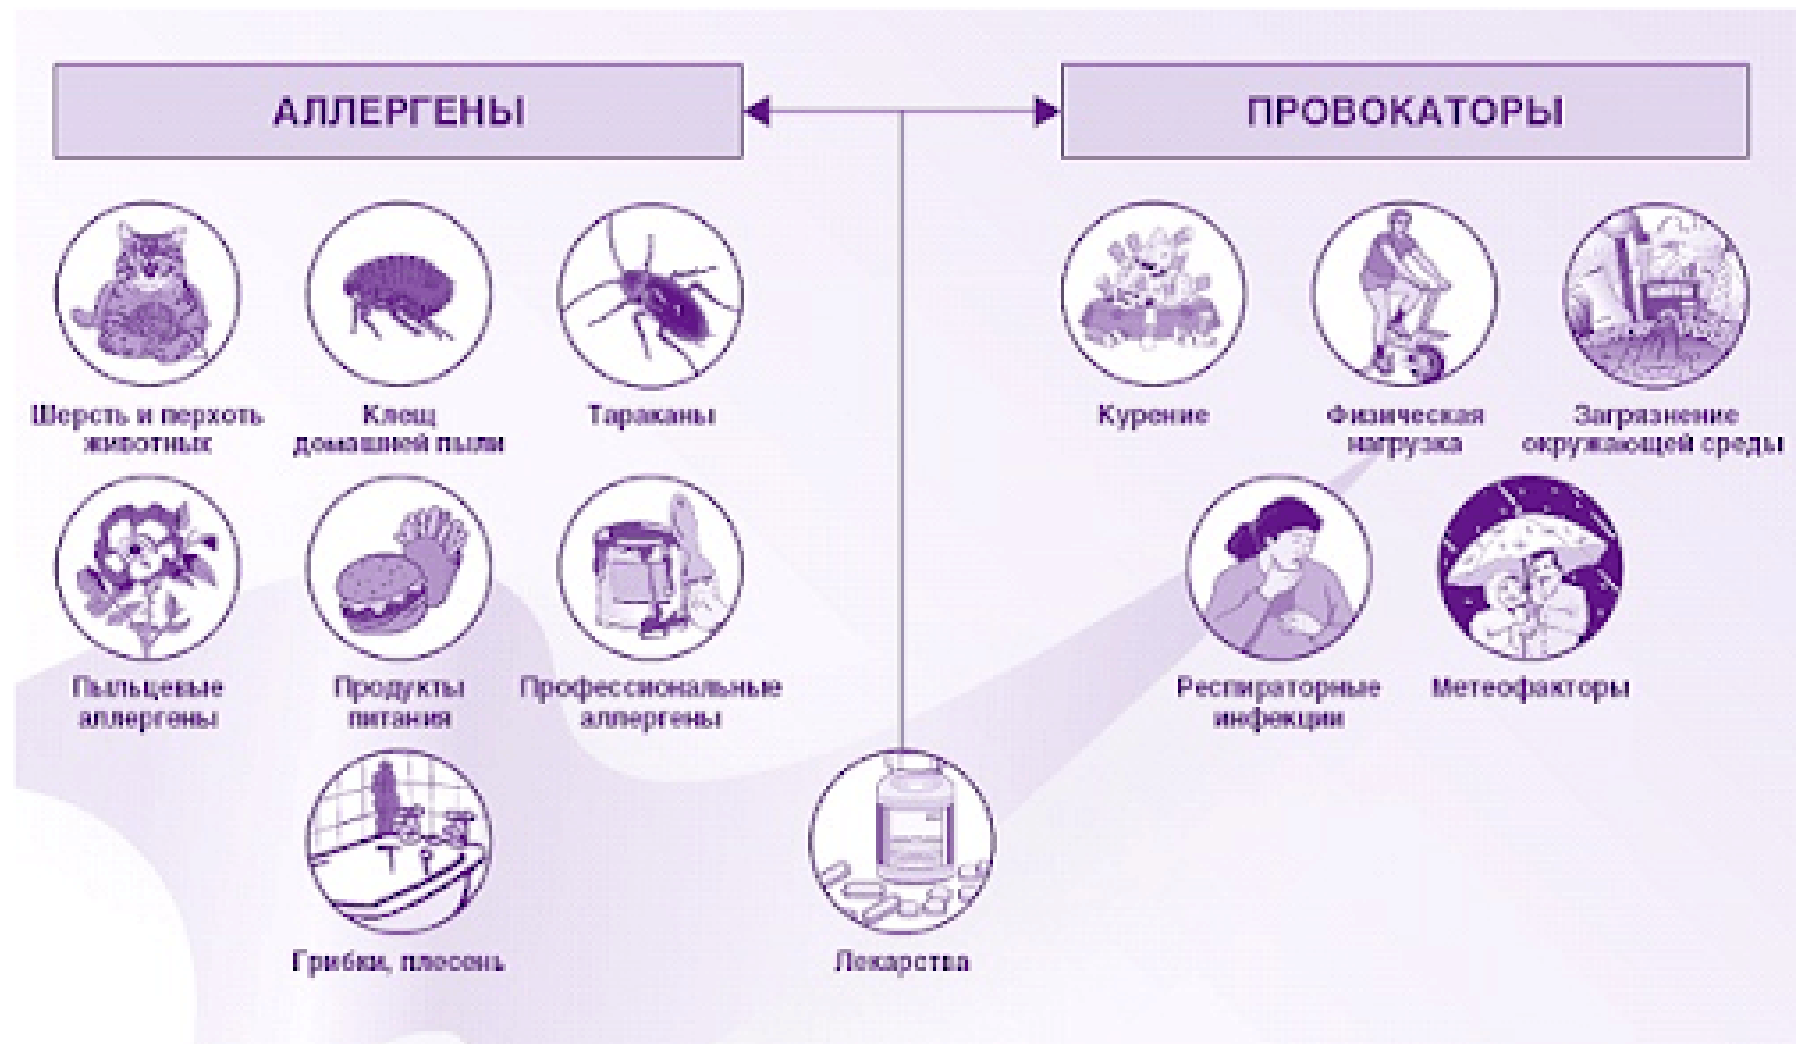 АЛЛЕРГЕНЫ
ПРОВОКАТОРЫ
Шерсть и перхоть
животных
Клещ
домашней пыли
Тараканы
Курение
Физическая
нагрузка
Загрязнение
окружающей среды
Пыльцевые
аллергены
Продукты
питания
Профессиональные
аллергены
Респираторные
инфекции
Метеофакторы
Грибки, плесень
Лекарства